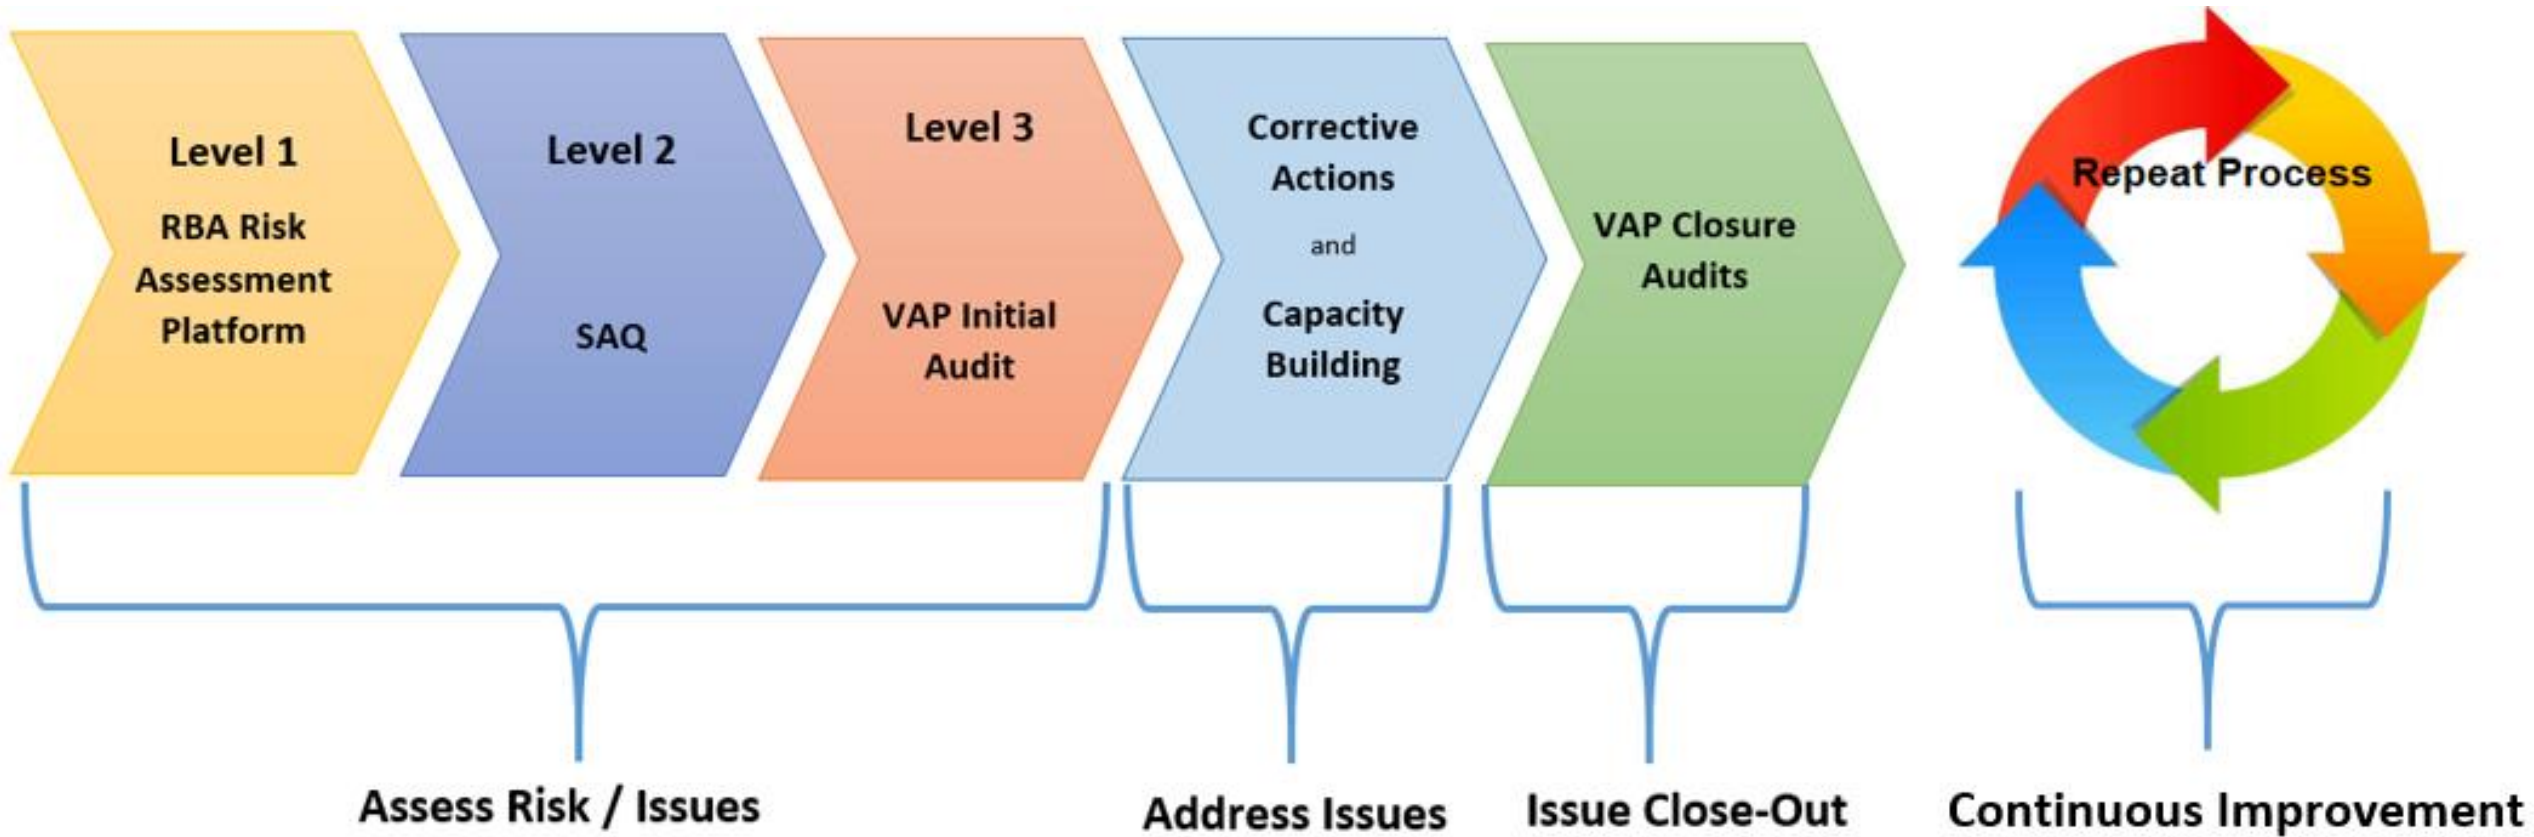 Level 1
RBA Risk
Assessment
Platform
Level 2
SAQ
Level 3
VAP Initial
Audit
Corrective
Actions
and
Capacity
Building
VAP Closure
Audits
Repeat Process
Assess Risk / Issues
Address Issues
Issue Close-Out
Continuous Improvement